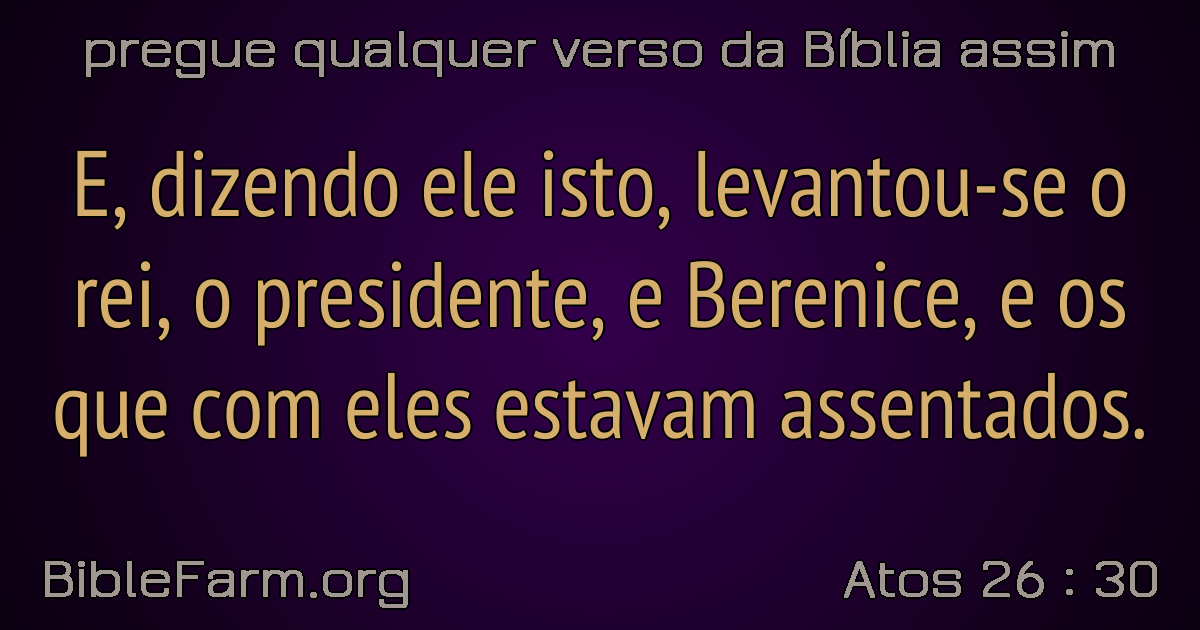 pregue qualquer verso da Bíblia assim
E, dizendo ele isto, levantou-se o
rei, o presidente, e Berenice, e os
que com eles estavam assentados.
BibleFarm.org
Atos 26 : 30